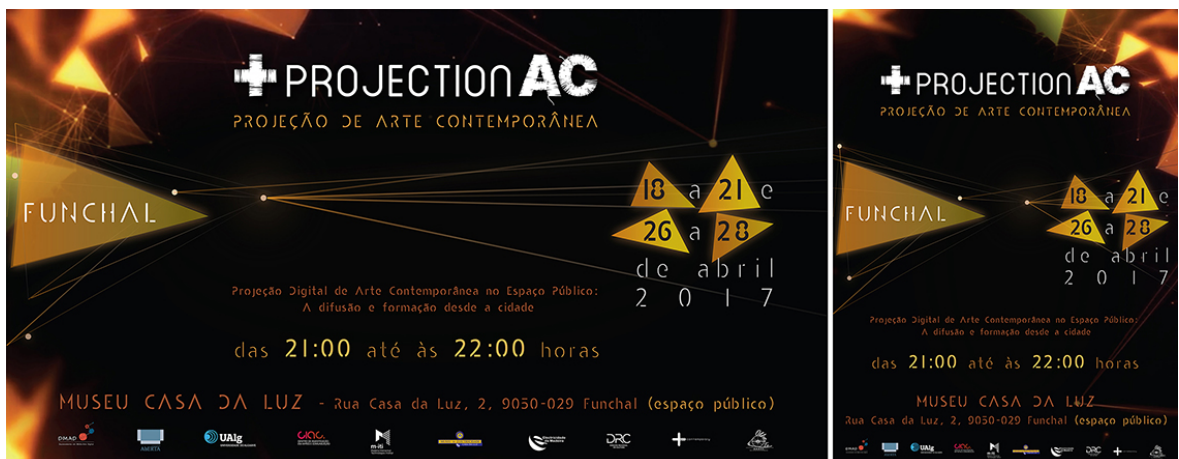 +PROJECTION AC
PROJEÇÃO DE ARTE CONTEMPORÂNEA
FUNCHAL
18 a 21 e
26 a 28
de abril
2017
Projeção Digital de Arte Contemporânea no Espaço Público:
A difusão e formação desde a cidade
das 21:00 até às 22:00 horas
MUSEU CASA DA LUZ - Rua Casa da Luz, 2, 9050-029 Funchal (espaço público)
DMAD
ABERTA
UAlg
ciac
m-iti
DRC
+PROJECTION AC
PROJEÇÃO DE ARTE CONTEMPORÂNEA
FUNCHAL
18 a 21 e
26 a 28
de abril
2017
Projeção Digital de Arte Contemporânea no Espaço Público:
A difusão e formação desde a cidade
das 21:00 até às 22:00 horas
MUSEU CASA DA LUZ
Rua Casa da Luz, 2, 9050-029 Funchal (espaço público)
UAlg
DRC